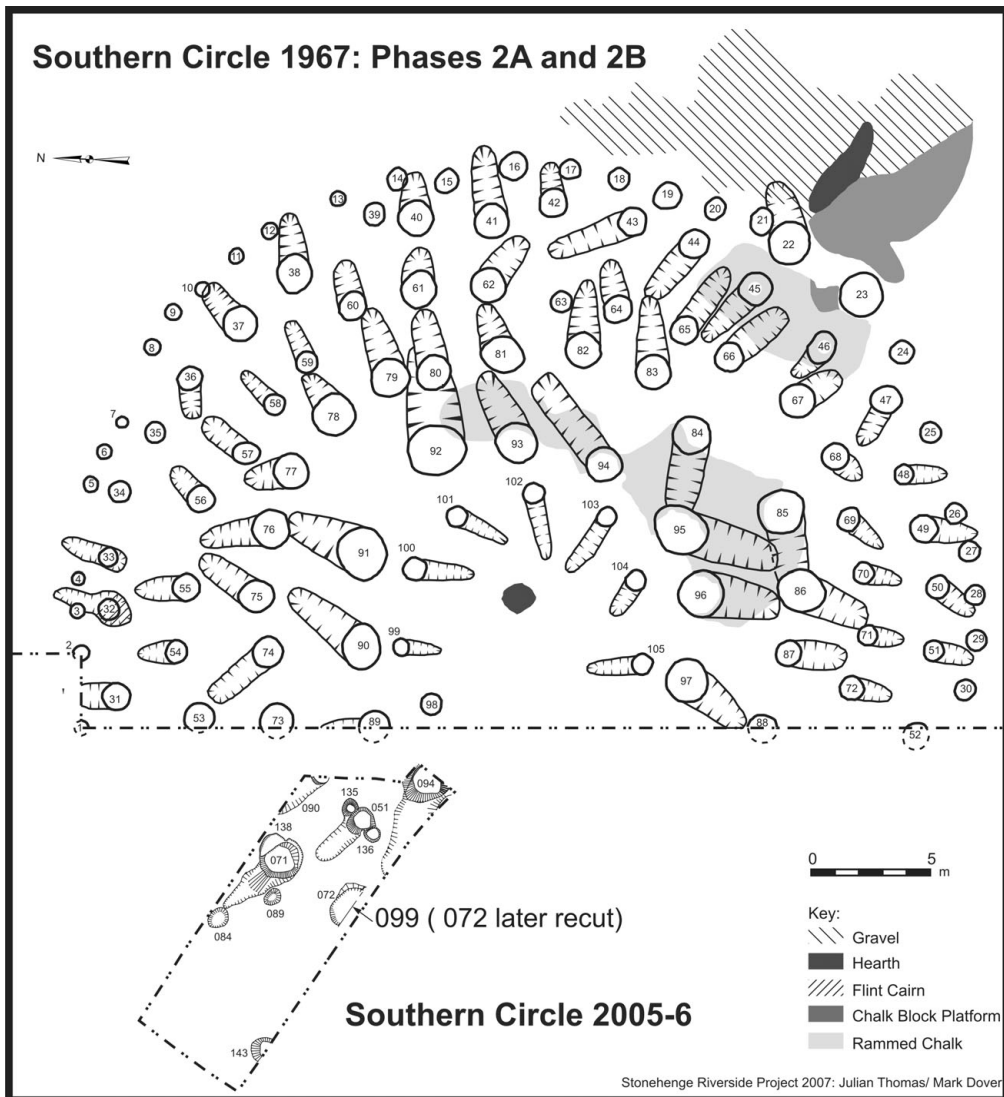 Southern Circle 1967: Phases 2A and 2B
N
14 15 16 17 18
13 39 40 41 42 19
12 43 20 21
11 38 44 22
10 61 62 45 23
9 37 60 63 64
8 59 79 80 81 82 83 65 66 46 24
36 58 78 67 47
7 35 57 92 93 84 25
6 77 94 68 48
5 34 56 101 102 103 85 26
76 91 95 69 49 27
33 100 104 70
4 55 75 96 86 50 28
3 32 71 29
2 54 74 90 99 105 87 51
31 97 72 30
1 53 73 89 98 88 52
094
090 135 051
138 136
071
072
089
084 099 ( 072 later recut)
143
Southern Circle 2005-6
0 5
m
Key:
Gravel
Hearth
Flint Cairn
Chalk Block Platform
Rammed Chalk
Stonehenge Riverside Project 2007: Julian Thomas/ Mark Dover